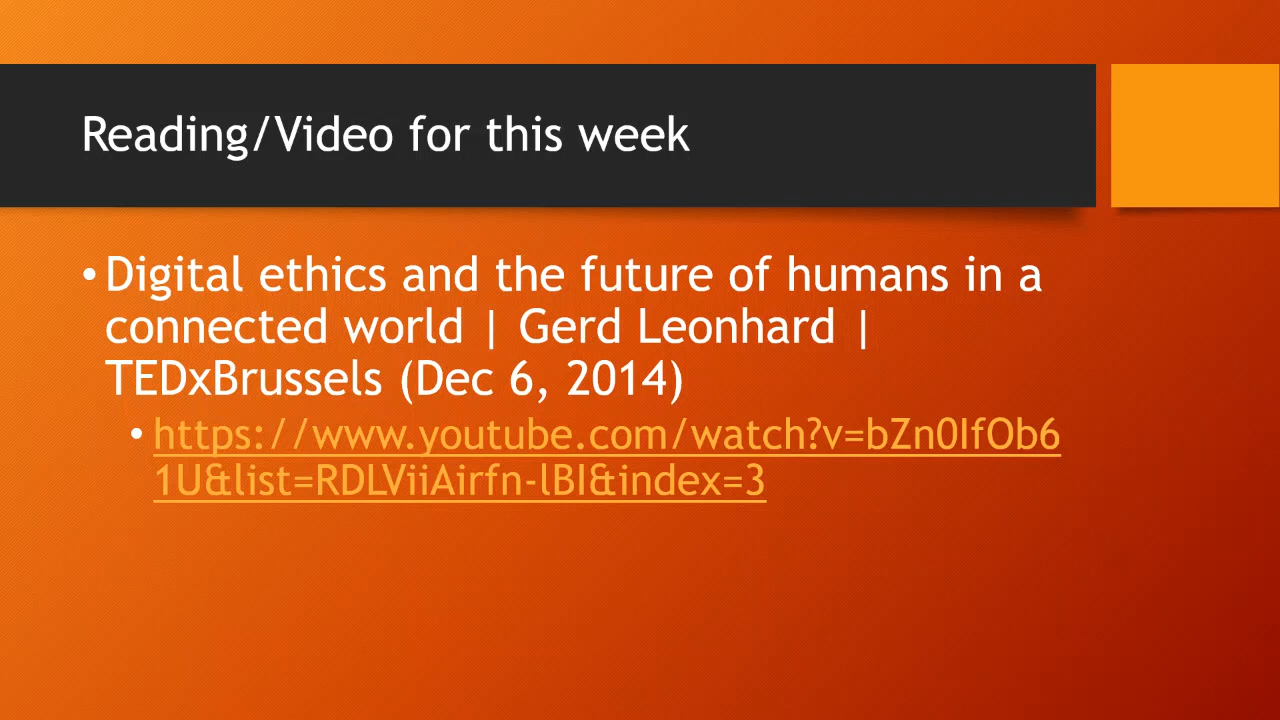 Reading/Video for this week
•Digital ethics and the future of humans in a
connected world | Gerd Leonhard |
TEDxBrussels (Dec 6, 2014)
• https://www.youtube.com/watch?v=bZn0IfOb6
1U&list=RDLViiAirfn-lBI&index=3